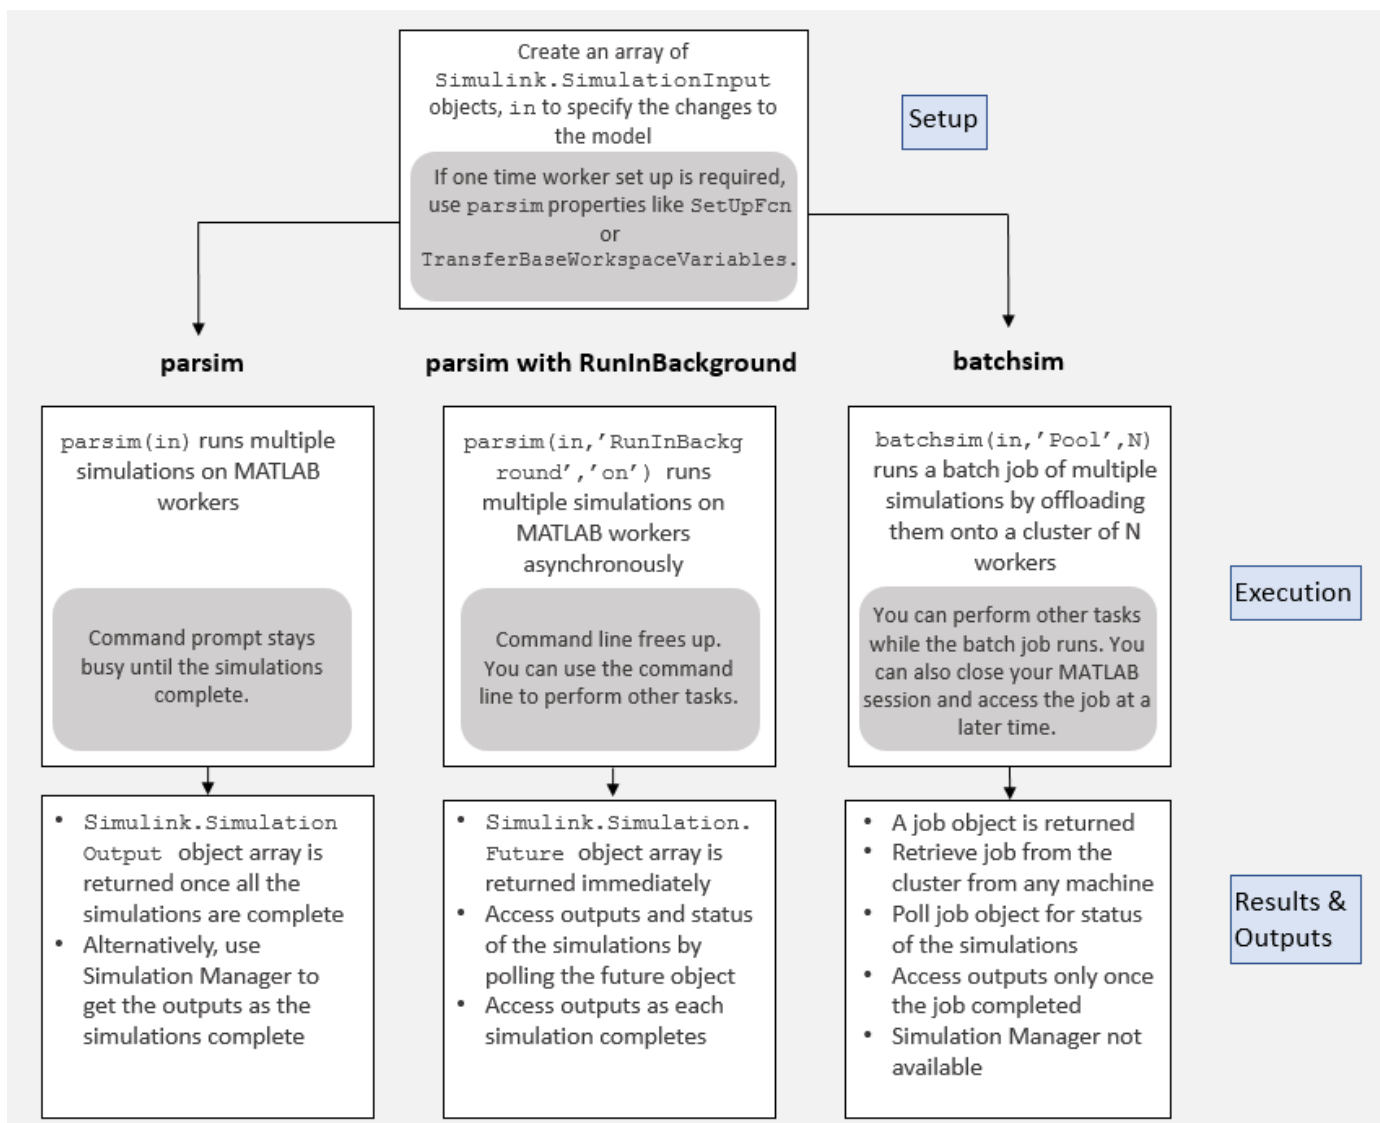 Create an array of
Simulink.SimulationInput
objects, in to specify the changes to
the model
If one time worker set up is required,
use parsim properties like SetUpFcn
or
TransferBaseWorkspaceVariables.
Setup
parsim
parsim with RunInBackground
batchsim
parsim(in) runs multiple
simulations on MATLAB
workers
Command prompt stays
busy until the simulations
complete.
parsim(in,'RunInBackg
round','on') runs
multiple simulations on
MATLAB workers
asynchronously
Command line frees up.
You can use the command
line to perform other tasks.
batchsim(in,'Pool',N)
runs a batch job of multiple
simulations by offloading
them onto a cluster of N
workers
You can perform other tasks
while the batch job runs. You
can also close your MATLAB
session and access the job at a
later time.
Execution
• Simulink.Simulation
Output object array is
returned once all the
simulations are complete
• Alternatively, use
Simulation Manager to
get the outputs as the
simulations complete
• Simulink.Simulation.
Future object array is
returned immediately
• Access outputs and status
of the simulations by
polling the future object
• Access outputs as each
simulation completes
• A job object is returned
• Retrieve job from the
cluster from any machine
• Poll job object for status
of the simulations
• Access outputs only once
the job completed
• Simulation Manager not
available
Results &
Outputs